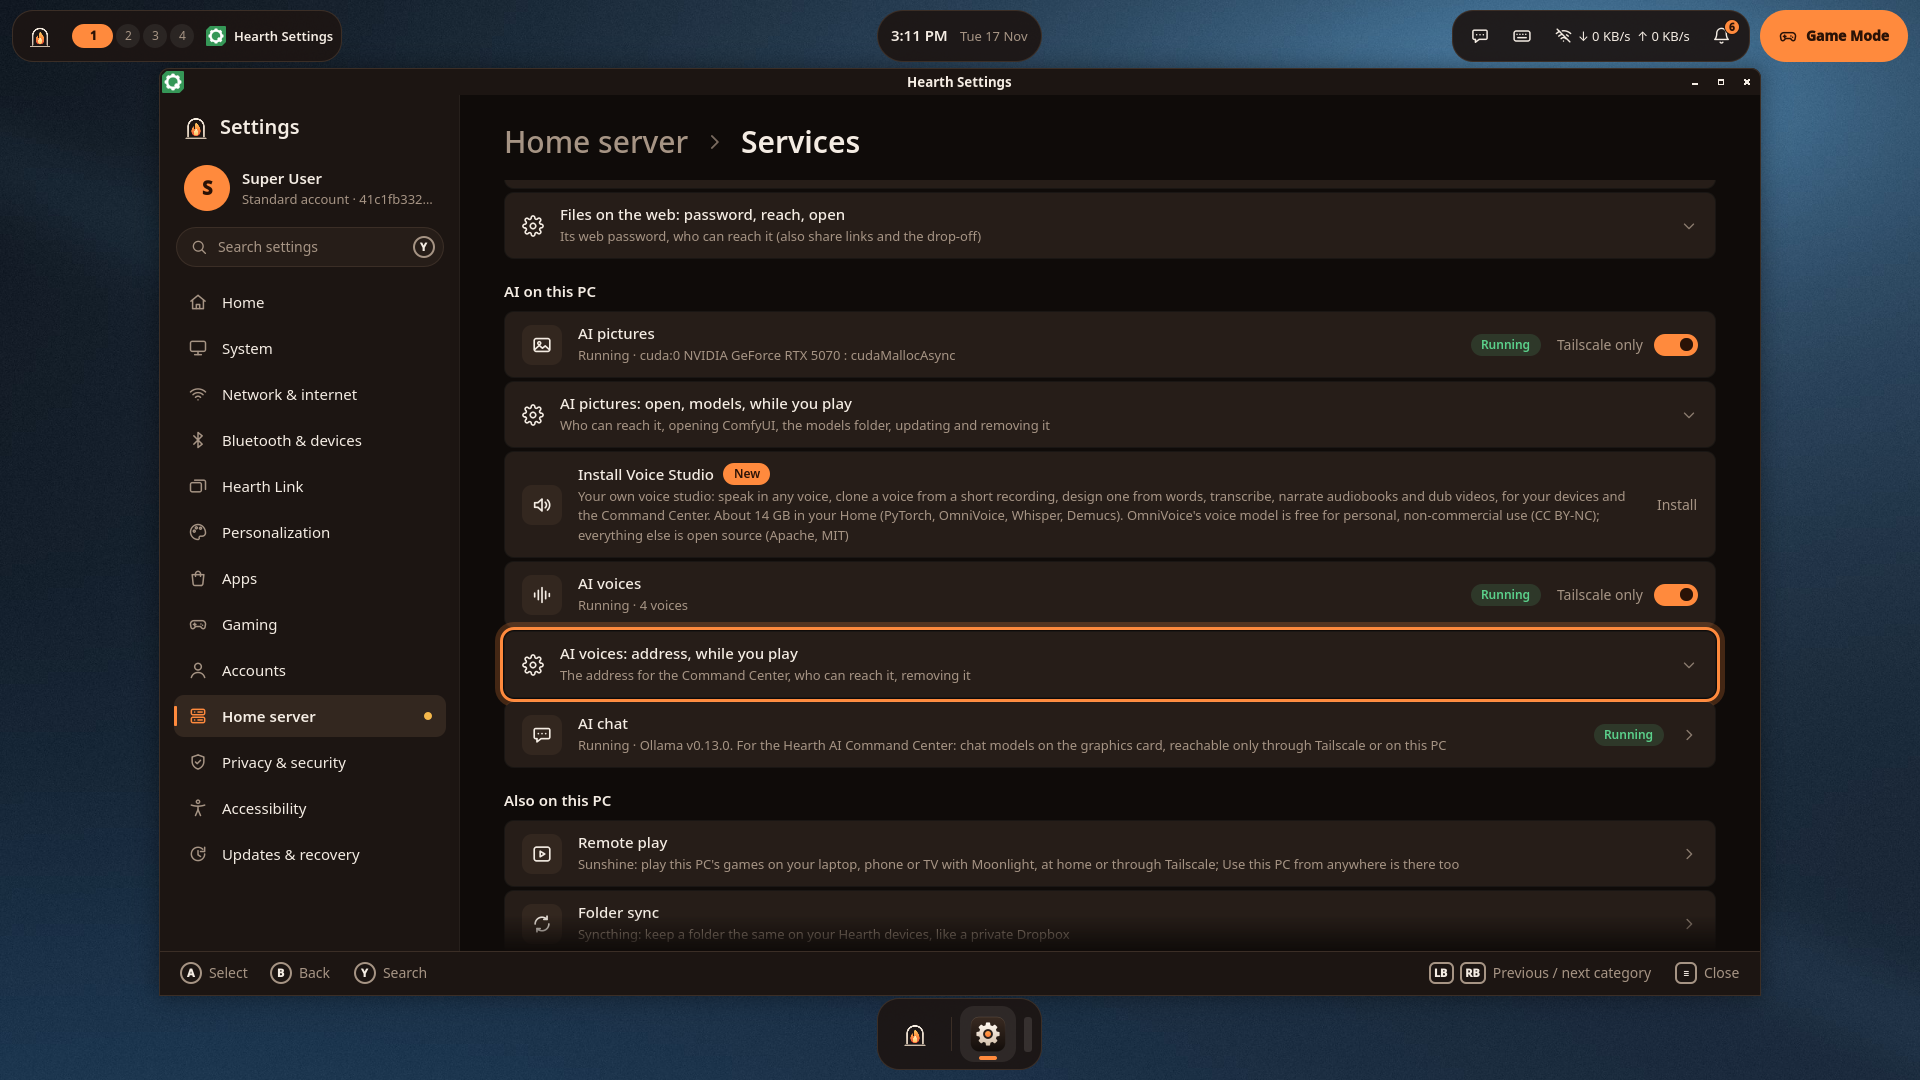 1 2 3 4 Hearth Settings
3:11 PM Tue 17 Nov
↓ 0 KB/s ↑ 0 KB/s 6
Game Mode
Hearth Settings
Settings
S
Super User
Standard account · 41c1fb332...
Search settings Y
Home
System
Network & internet
Bluetooth & devices
Hearth Link
Personalization
Apps
Gaming
Accounts
Home server
Privacy & security
Accessibility
Updates & recovery
Home server > Services
Files on the web: password, reach, open
Its web password, who can reach it (also share links and the drop-off)
AI on this PC
AI pictures
Running · cuda:0 NVIDIA GeForce RTX 5070 : cudaMallocAsync
Running Tailscale only
AI pictures: open, models, while you play
Who can reach it, opening ComfyUI, the models folder, updating and removing it
Install Voice Studio New
Your own voice studio: speak in any voice, clone a voice from a short recording, design one from words, transcribe, narrate audiobooks and dub videos, for your devices and
the Command Center. About 14 GB in your Home (PyTorch, OmniVoice, Whisper, Demucs). OmniVoice's voice model is free for personal, non-commercial use (CC BY-NC);
everything else is open source (Apache, MIT)
Install
AI voices
Running · 4 voices
Running Tailscale only
AI voices: address, while you play
The address for the Command Center, who can reach it, removing it
AI chat
Running · Ollama v0.13.0. For the Hearth AI Command Center: chat models on the graphics card, reachable only through Tailscale or on this PC
Running
Also on this PC
Remote play
Sunshine: play this PC's games on your laptop, phone or TV with Moonlight, at home or through Tailscale; Use this PC from anywhere is there too
Folder sync
Syncthing: keep a folder the same on your Hearth devices, like a private Dropbox
A Select B Back Y Search
LB RB Previous / next category ≡ Close